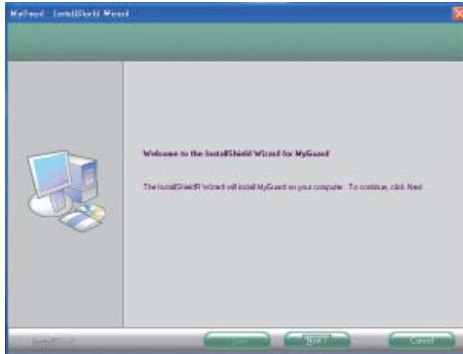 MyGuard - InstallShield Wizard
Welcome to the InstallShield Wizard for MyGuard
The InstallShield® Wizard will install MyGuard on your computer. To continue, click Next.
Next >
Cancel